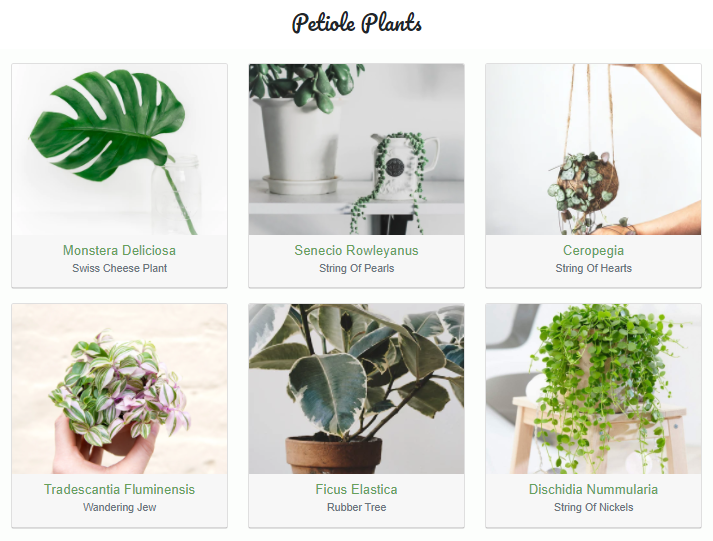 Petiole Plants
Monstera Deliciosa
Swiss Cheese Plant
Senecio Rowleyanus
String Of Pearls
Ceropegia
String Of Hearts
Tradescantia Fluminensis
Wandering Jew
Ficus Elastica
Rubber Tree
Dischidia Nummularia
String Of Nickels